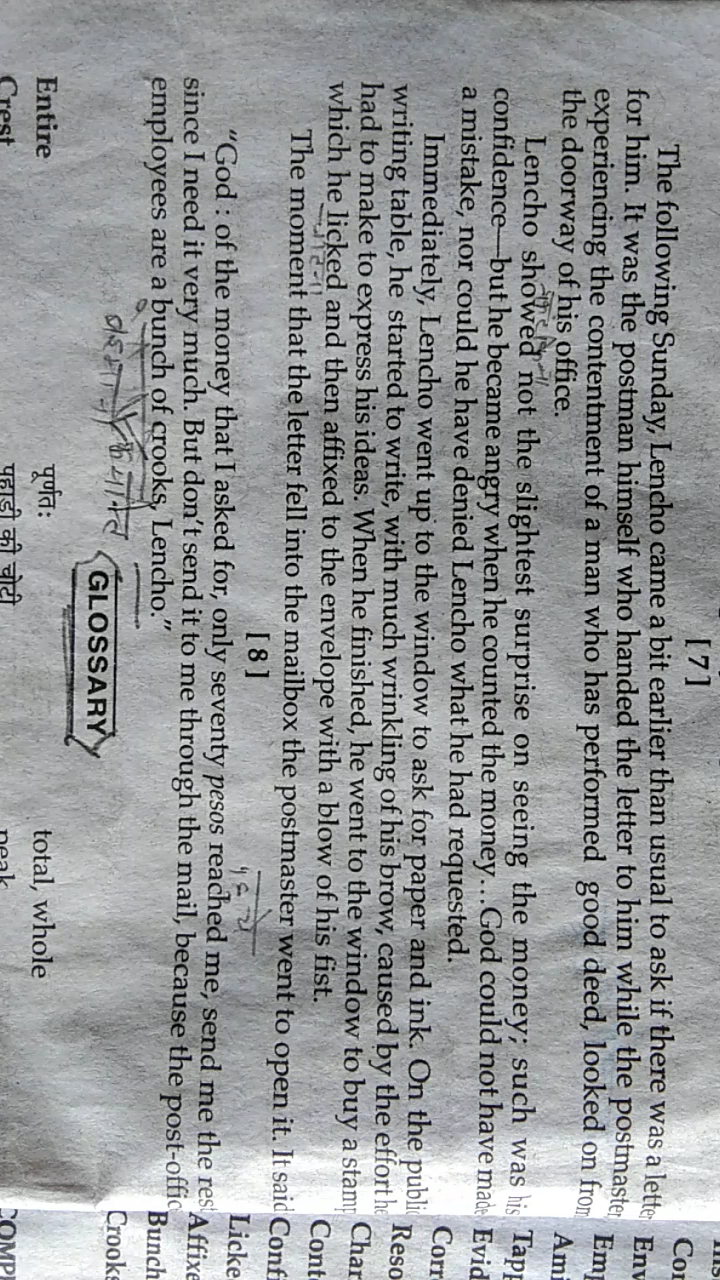 [ 7 ]
The following Sunday, Lencho came a bit earlier than usual to ask if there was a lette
for him. It was the postman himself who handed the letter to him while the postmaster
experiencing the contentment of a man who has performed good deed, looked on from
the doorway of his office.
Lencho showed not the slightest surprise on seeing the money; such was his
confidence—but he became angry when he counted the money... God could not have made
a mistake, nor could he have denied Lencho what he had requested.
Immediately, Lencho went up to the window to ask for paper and ink. On the publi
writing table, he started to write, with much wrinkling of his brow, caused by the effort he
had to make to express his ideas. When he finished, he went to the window to buy a stamp
which he licked and then affixed to the envelope with a blow of his fist.
The moment that the letter fell into the mailbox the postmaster went to open it. It said
[ 8 ]
"God : of the money that I asked for, only seventy pesos reached me, send me the rest
since I need it very much. But don't send it to me through the mail, because the post-offic
employees are a bunch of crooks, Lencho."
GLOSSARY
Entire पूर्णतः total, whole
Crest पहाड़ी की चोटी peak
Con
Env
Emp
Ami
Tapp
Evid
Corr
Reso
Char
Cont
Confi
Licke
Affixe
Bunch
Crooks
COMP